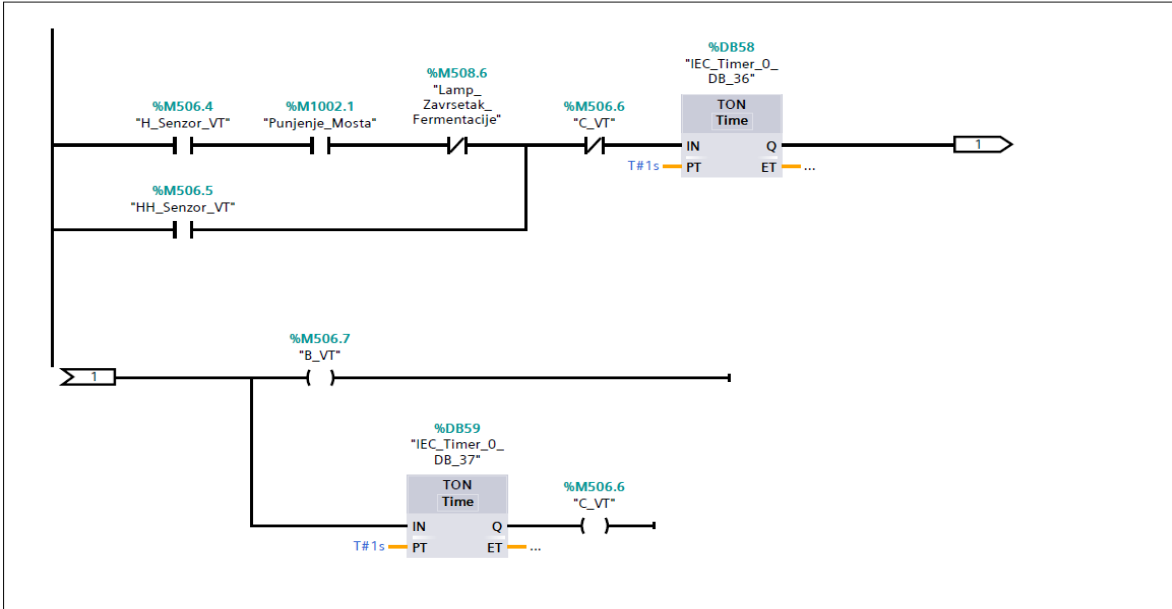 %DB58
"IEC_Timer_0_
DB_36"
%M508.6
"Lamp_
Zavrsetak_
Fermentacije"
%M506.4
"H_Senzor_VT"
%M1002.1
"Punjenje_Mosta"
%M506.6
"C_VT"
TON
Time
IN Q
1
T#1s PT ET ...
%M506.5
"HH_Senzor_VT"
%M506.7
"B_VT"
1
%DB59
"IEC_Timer_0_
DB_37"
TON
Time
%M506.6
"C_VT"
IN Q
T#1s PT ET ...